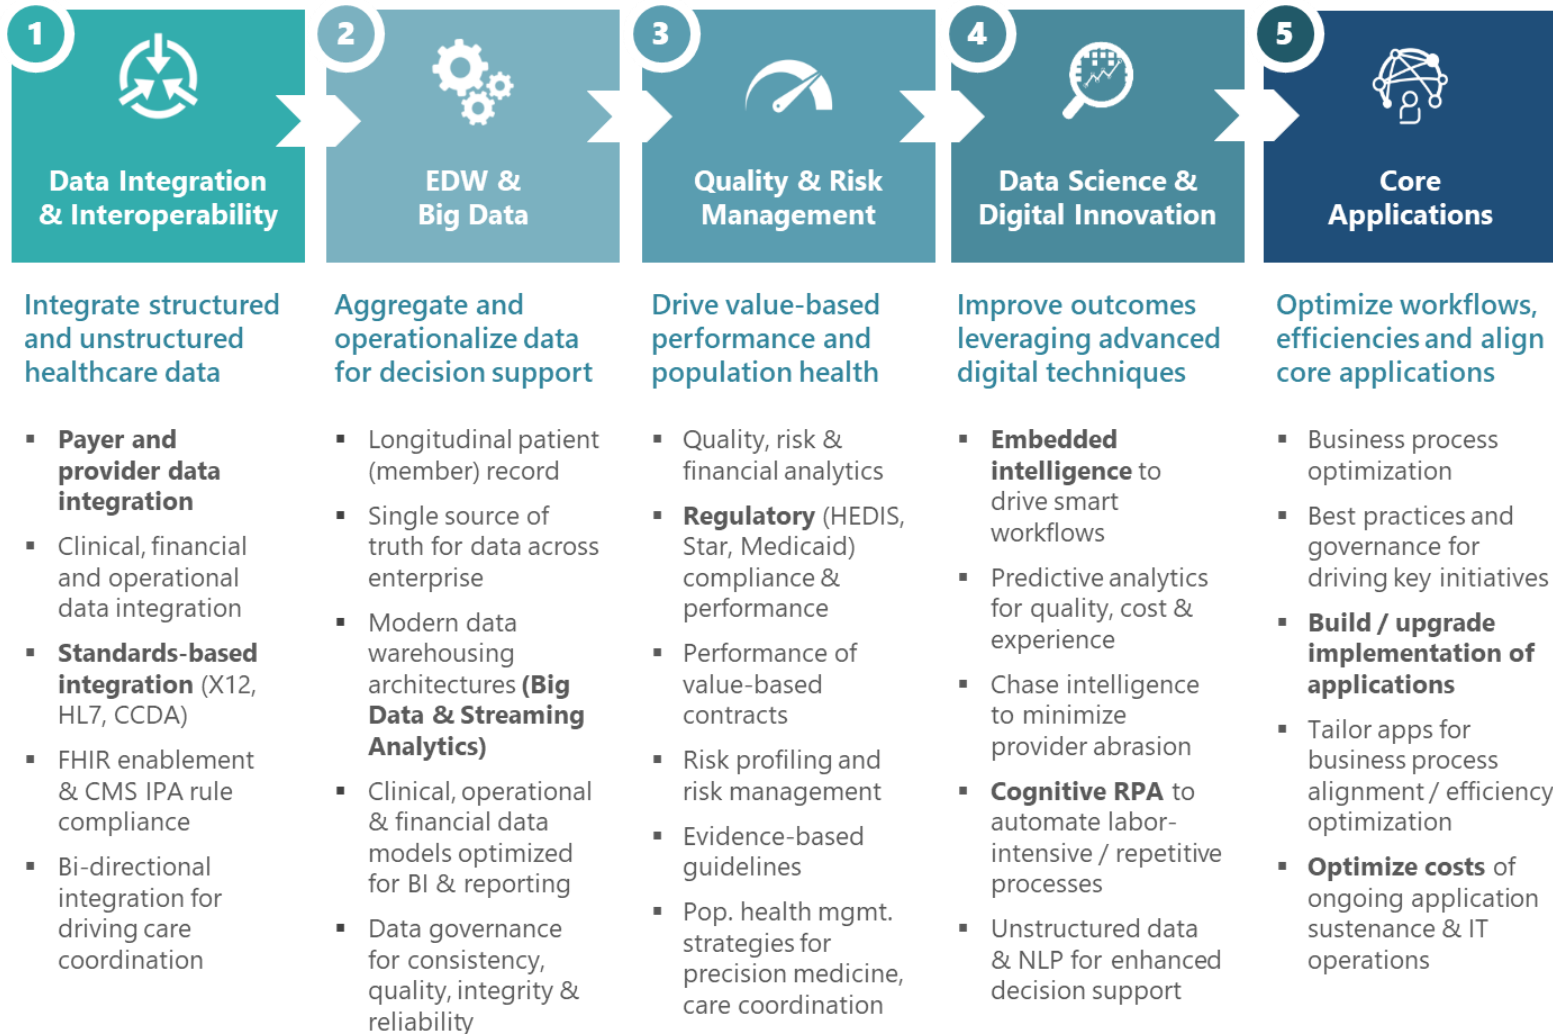 1
Data Integration
& Interoperability
Integrate structured
and unstructured
healthcare data
▪ Payer and
provider data
integration
▪ Clinical, financial
and operational
data integration
▪ Standards-based
integration (X12,
HL7, CCDA)
▪ FHIR enablement
& CMS IPA rule
compliance
▪ Bi-directional
integration for
driving care
coordination
2
EDW &
Big Data
Aggregate and
operationalize data
for decision support
▪ Longitudinal patient
(member) record
▪ Single source of
truth for data across
enterprise
▪ Modern data
warehousing
architectures (Big
Data & Streaming
Analytics)
▪ Clinical, operational
& financial data
models optimized
for BI & reporting
▪ Data governance
for consistency,
quality, integrity &
reliability
3
Quality & Risk
Management
Drive value-based
performance and
population health
▪ Quality, risk &
financial analytics
▪ Regulatory (HEDIS,
Star, Medicaid)
compliance &
performance
▪ Performance of
value-based
contracts
▪ Risk profiling and
risk management
▪ Evidence-based
guidelines
▪ Pop. health mgmt.
strategies for
precision medicine,
care coordination
4
Data Science &
Digital Innovation
Improve outcomes
leveraging advanced
digital techniques
▪ Embedded
intelligence to
drive smart
workflows
▪ Predictive analytics
for quality, cost &
experience
▪ Chase intelligence
to minimize
provider abrasion
▪ Cognitive RPA to
automate labor-
intensive / repetitive
processes
▪ Unstructured data
& NLP for enhanced
decision support
5
Core
Applications
Optimize workflows,
efficiencies and align
core applications
▪ Business process
optimization
▪ Best practices and
governance for
driving key initiatives
▪ Build / upgrade
implementation of
applications
▪ Tailor apps for
business process
alignment / efficiency
optimization
▪ Optimize costs of
ongoing application
sustenance & IT
operations